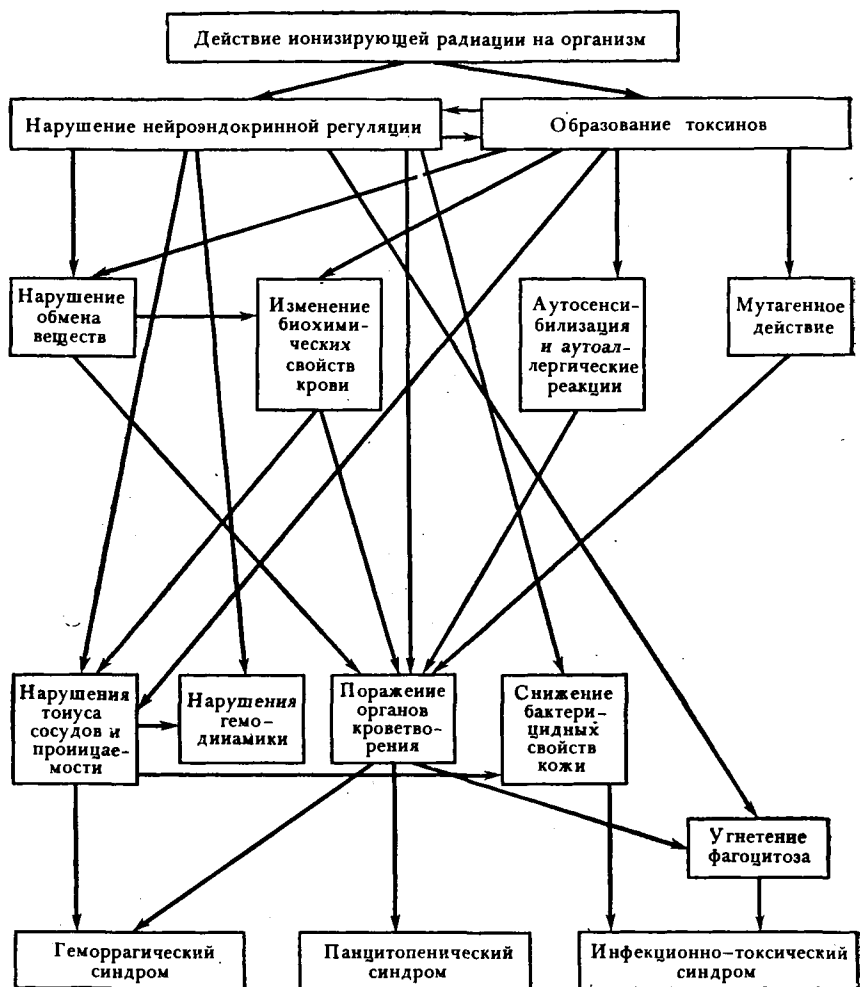 Действие ионизирующей радиации на организм
Нарушение нейроэндокринной регуляции
Образование токсинов
Нарушение
обмена
веществ
Изменение
биохими-
ческих
свойств
крови
Аутосенси-
билизация
и аутоал-
лергические
реакции
Мутагенное
действие
Нарушения
тонуса
сосудов и
проницае-
мости
Нарушения
гемо-
динамики
Поражение
органов
кроветво-
рения
Снижение
бактери-
цидных
свойств
кожи
Угнетение
фагоцитоза
Геморрагический
синдром
Панцитопенический
синдром
Инфекционно-токсический
синдром